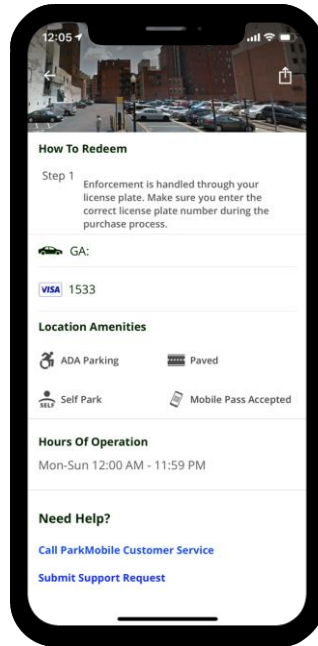 12:05
How To Redeem
Step 1
Enforcement is handled through your
license plate. Make sure you enter the
correct license plate number during the
purchase process.
GA:
VISA 1533
Location Amenities
ADA Parking
Paved
SELF Self Park
Mobile Pass Accepted
Hours Of Operation
Mon-Sun 12:00 AM - 11:59 PM
Need Help?
Call ParkMobile Customer Service
Submit Support Request